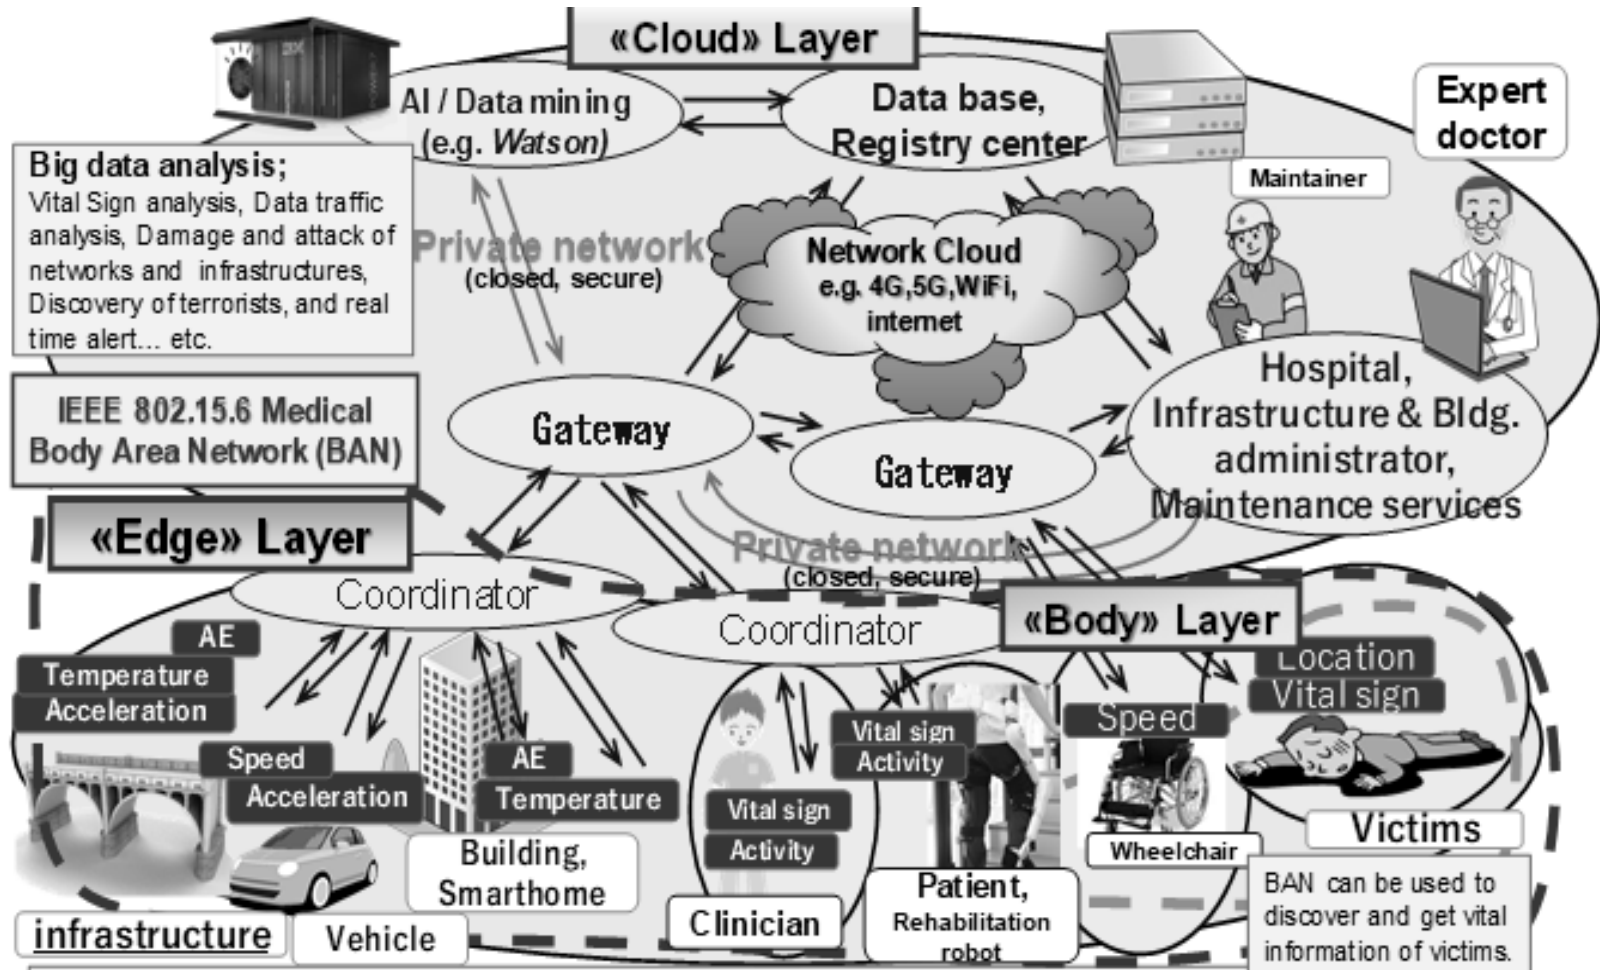 «Cloud» Layer
AI / Data mining
(e.g. Watson)
Data base,
Registry center
Expert
doctor
Maintainer
IBM
Big data analysis;
Vital Sign analysis, Data traffic
analysis, Damage and attack of
networks and infrastructures,
Discovery of terrorists, and real
time alert... etc.
Private network
(closed, secure)
Network Cloud
e.g. 4G,5G,WiFi,
internet
Hospital,
Infrastructure & Bldg.
administrator,
Maintenance services
IEEE 802.15.6 Medical
Body Area Network (BAN)
Gateway
Gateway
«Edge» Layer
Private network
(closed, secure)
Coordinator
Coordinator
«Body» Layer
AE
Temperature
Acceleration
Speed
Acceleration
AE
Temperature
Vital sign
Activity
Vital sign
Activity
Speed
Location
Vital sign
Building,
Smarthome
infrastructure
Vehicle
Clinician
Patient,
Rehabilitation
robot
Wheelchair
Victims
BAN can be used to
discover and get vital
information of victims.